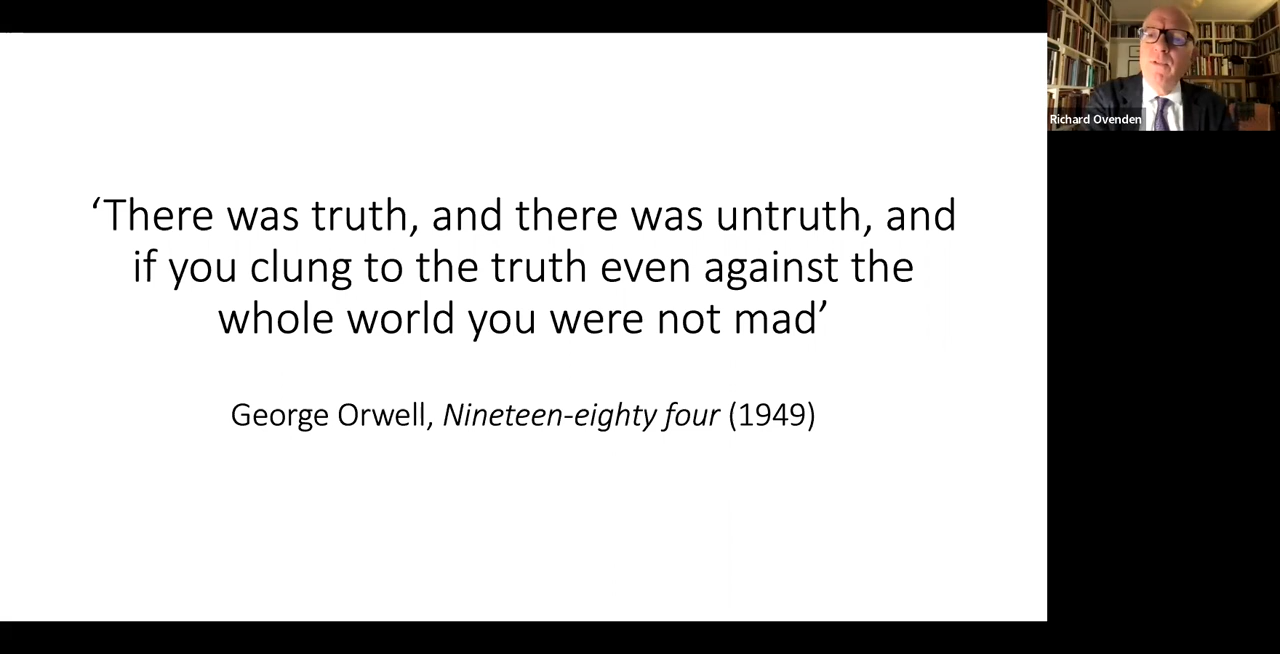 ‘There was truth, and there was untruth, and
if you clung to the truth even against the
whole world you were not mad’
George Orwell, Nineteen-eighty four (1949)
Richard Ovenden